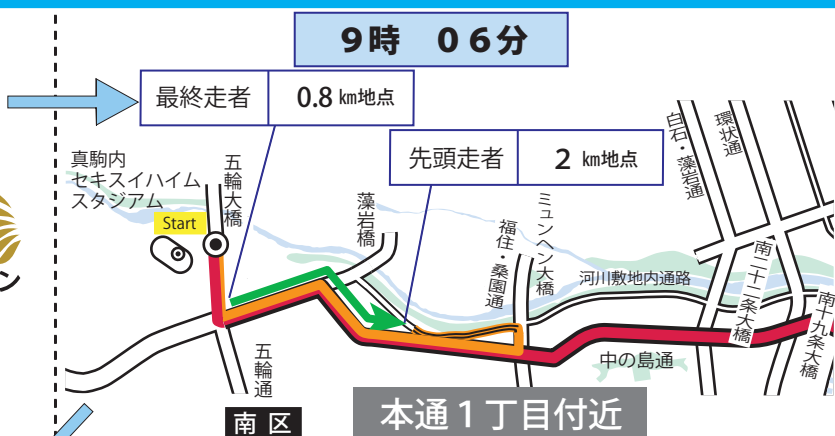 9時 06分
最終走者 0.8 km地点
先頭走者 2 km地点
真駒内
セキスイハイム
スタジアム
Start
五輪大橋
藻岩橋
福住・桑園通
ミュンヘン大橋
白石・藻岩通
環状通
河川敷地内通路
南二十二条大橋
南十九条大橋
中の島通
五輪通
南区
本通1丁目付近
ン